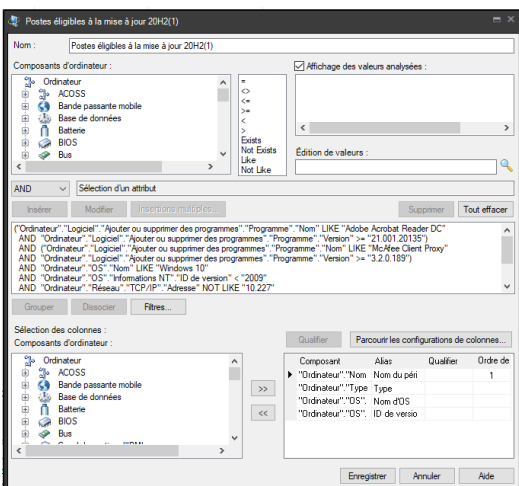 Postes éligibles à la mise à jour 20H2(1)
Nom :
Postes éligibles à la mise à jour 20H2(1)
Composants d'ordinateur :
Ordinateur
ACOSS
Bande passante mobile
Base de données
Batterie
BIOS
Bus
=
<>
<=
>=
<
>
Exists
Not Exists
Like
Not Like
Affichage des valeurs analysées :
Édition de valeurs :
AND
Sélection d'un attribut
Insérer
Modifier
Insertions multiples...
Supprimer
Tout effacer
("Ordinateur"."Logiciel"."Ajouter ou supprimer des programmes"."Programme"."Nom" LIKE "Adobe Acrobat Reader DC"
AND "Ordinateur"."Logiciel"."Ajouter ou supprimer des programmes"."Programme"."Version" >= "21.001.20135")
AND ("Ordinateur"."Logiciel"."Ajouter ou supprimer des programmes"."Programme"."Nom" LIKE "McAfee Client Proxy"
AND "Ordinateur"."Logiciel"."Ajouter ou supprimer des programmes"."Programme"."Version" >= "3.2.0.189")
AND "Ordinateur"."OS"."Nom" LIKE "Windows 10"
AND "Ordinateur"."OS"."Informations NT"."ID de version" < "2009"
AND "Ordinateur"."Réseau"."TCP/IP"."Adresse" NOT LIKE "10.227"
Grouper
Dissocier
Filtres...
Sélection des colonnes :
Composants d'ordinateur :
Qualifier
Parcourir les configurations de colonnes...
Ordinateur
ACOSS
Bande passante mobile
Base de données
Batterie
BIOS
Bus
>>
<<
Composant Alias Qualifier Ordre de
"Ordinateur"."Nom Nom du péri 1
"Ordinateur"."Type Type
"Ordinateur"."OS". Nom d'OS
"Ordinateur"."OS". ID de versio
Enregistrer
Annuler
Aide